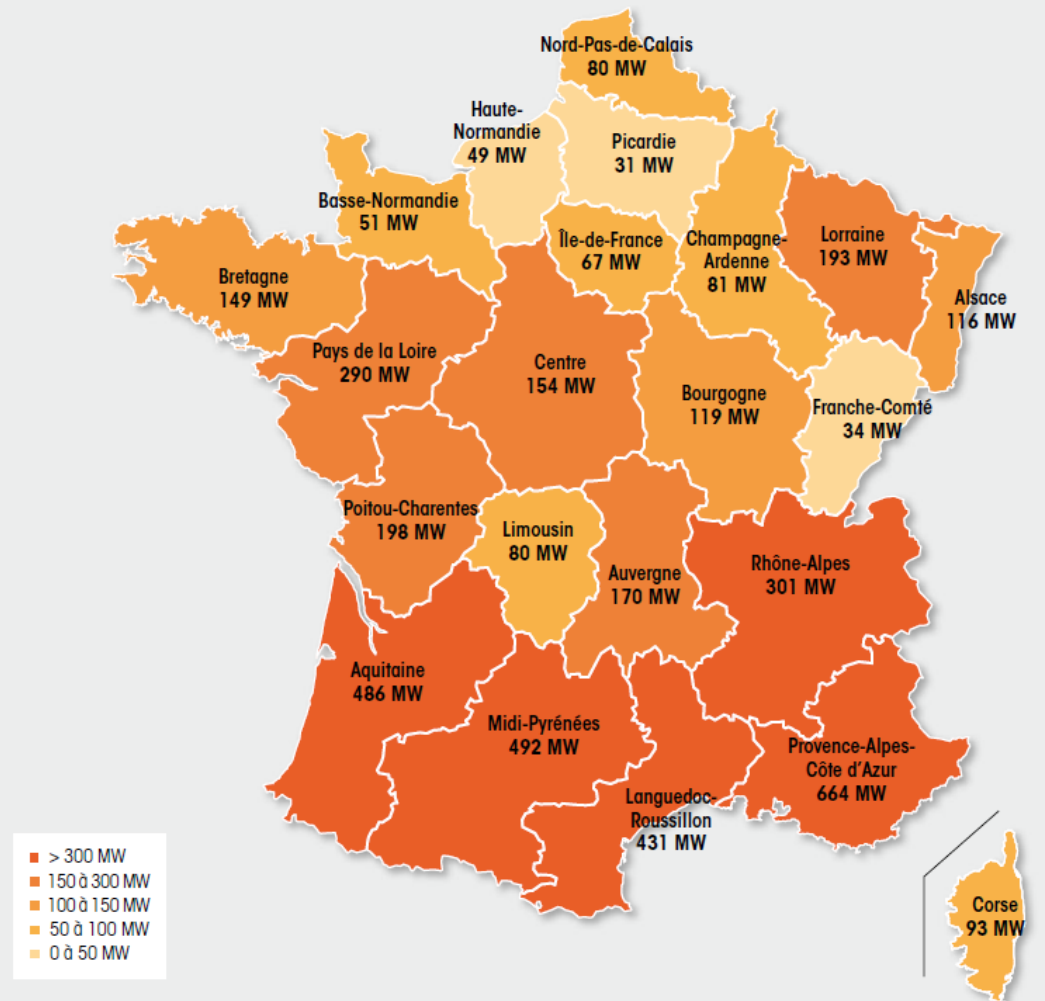 Nord-Pas-de-Calais
80 MW
Haute-
Normandie
49 MW
Picardie
31 MW
Basse-Normandie
51 MW
Île-de-France
67 MW
Champagne-
Ardenne
81 MW
Lorraine
193 MW
Alsace
116 MW
Bretagne
149 MW
Pays de la Loire
290 MW
Centre
154 MW
Bourgogne
119 MW
Franche-Comté
34 MW
Poitou-Charentes
198 MW
Limousin
80 MW
Auvergne
170 MW
Rhône-Alpes
301 MW
Aquitaine
486 MW
Midi-Pyrénées
492 MW
Languedoc-
Roussillon
431 MW
Provence-Alpes-
Côte d'Azur
664 MW
Corse
93 MW
> 300 MW
150 à 300 MW
100 à 150 MW
50 à 100 MW
0 à 50 MW